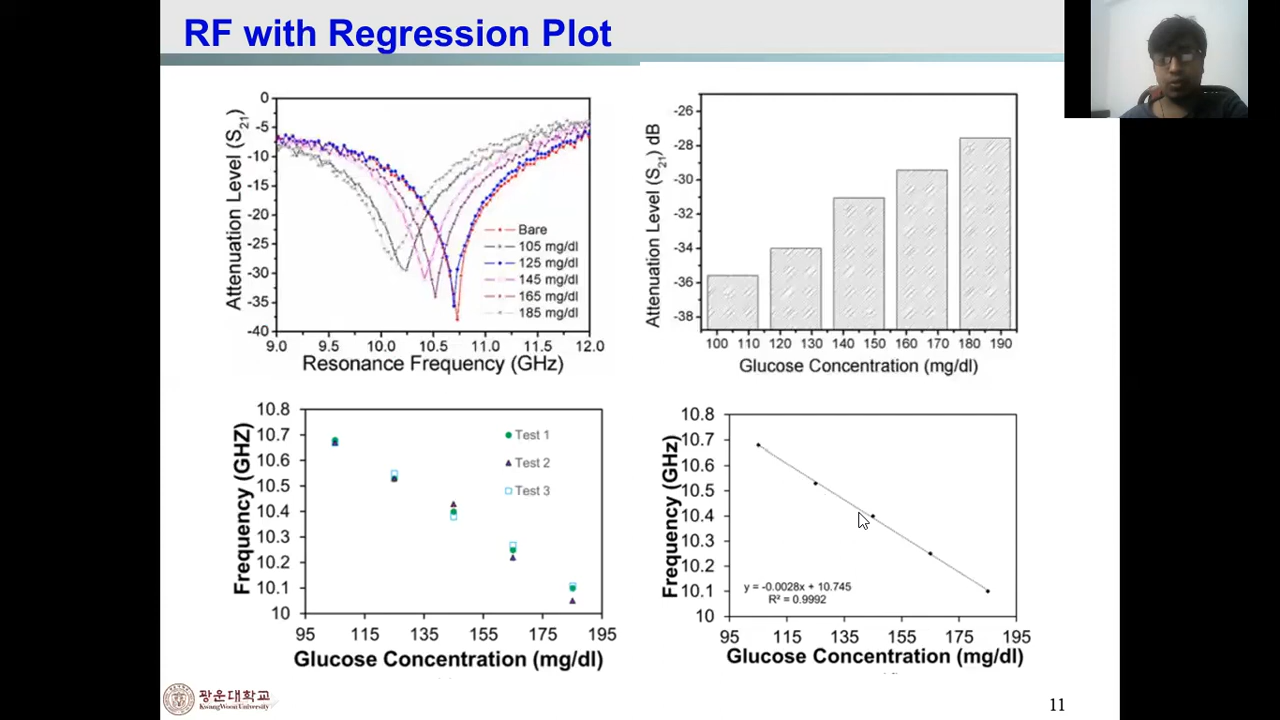 RF with Regression Plot
0
-5
-10
-15
-20
-25
-30
-35
-40
Attenuation Level (S21)
Bare
105 mg/dl
125 mg/dl
145 mg/dl
165 mg/dl
185 mg/dl
9.0 9.5 10.0 10.5 11.0 11.5 12.0
Resonance Frequency (GHz)
-26
-28
-30
-32
-34
-36
-38
Attenuation Level (S21) dB
100 110 120 130 140 150 160 170 180 190
Glucose Concentration (mg/dl)
10.8
10.7
10.6
10.5
10.4
10.3
10.2
10.1
10
Frequency (GHZ)
Test 1
Test 2
Test 3
95 115 135 155 175 195
Glucose Concentration (mg/dl)
10.8
10.7
10.6
10.5
10.4
10.3
10.2
10.1
10
Frequency (GHz)
y = -0.0028x + 10.745
R² = 0.9992
95 115 135 155 175 195
Glucose Concentration (mg/dl)
광운대학교
KwangWoon University
11